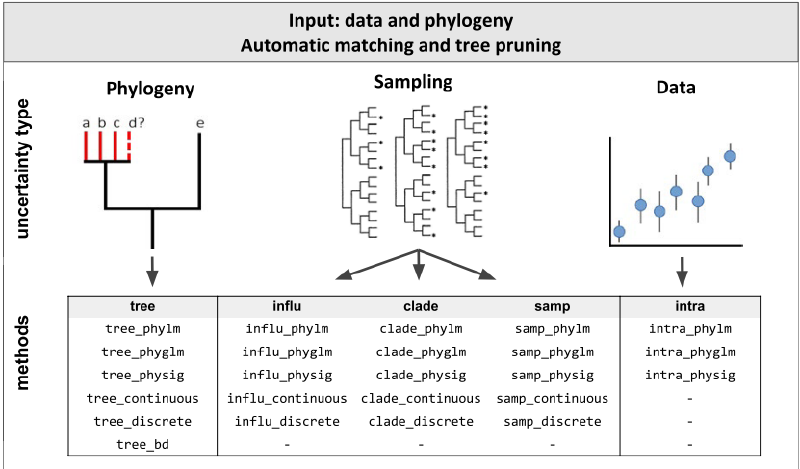 Input: data and phylogeny
Automatic matching and tree pruning
uncertainty type
Phylogeny
Sampling
Data
a b c d? e
methods
tree influ clade samp intra
tree_phylm influ_phylm clade_phylm samp_phylm intra_phylm
tree_phyglm influ_phyglm clade_phyglm samp_phyglm intra_phyglm
tree_physig influ_physig clade_physig samp_physig intra_physig
tree_continuous influ_continuous clade_continuous samp_continuous -
tree_discrete influ_discrete clade_discrete samp_discrete -
tree_bd - - - -